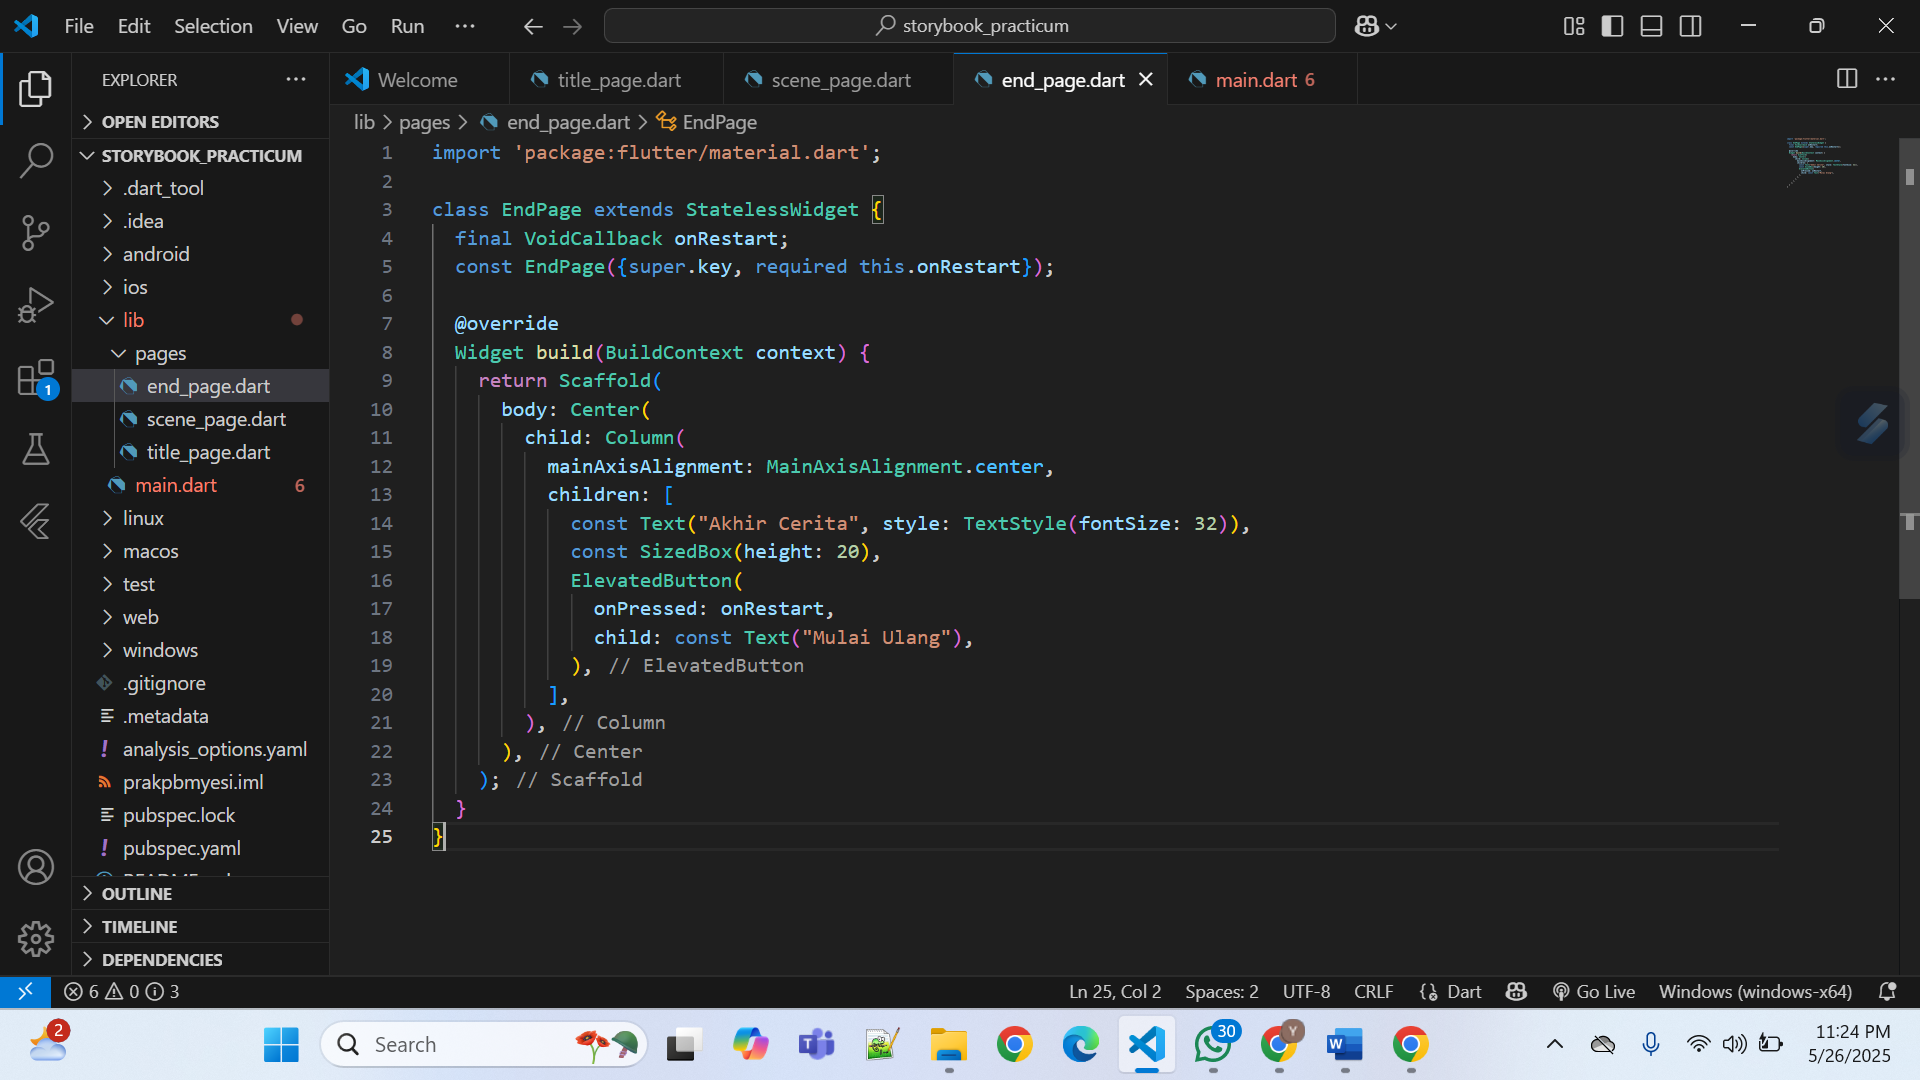 File Edit Selection View Go Run ···
storybook_practicum
EXPLORER ···
Welcome
title_page.dart
scene_page.dart
end_page.dart
main.dart 6
OPEN EDITORS
STORYBOOK_PRACTICUM
.dart_tool
.idea
android
ios
lib
pages
end_page.dart
scene_page.dart
title_page.dart
main.dart 6
linux
macos
test
web
windows
.gitignore
.metadata
analysis_options.yaml
prakpbmyesi.iml
pubspec.lock
pubspec.yaml
OUTLINE
TIMELINE
DEPENDENCIES
1
lib > pages > end_page.dart > EndPage
1 import 'package:flutter/material.dart';
2
3 class EndPage extends StatelessWidget {
4 final VoidCallback onRestart;
5 const EndPage({super.key, required this.onRestart});
6
7 @override
8 Widget build(BuildContext context) {
9 return Scaffold(
10 body: Center(
11 child: Column(
12 mainAxisAlignment: MainAxisAlignment.center,
13 children: [
14 const Text("Akhir Cerita", style: TextStyle(fontSize: 32)),
15 const SizedBox(height: 20),
16 ElevatedButton(
17 onPressed: onRestart,
18 child: const Text("Mulai Ulang"),
19 ), // ElevatedButton
20 ],
21 ), // Column
22 ), // Center
23 ); // Scaffold
24 }
25 }
6 0 3
Ln 25, Col 2 Spaces: 2 UTF-8 CRLF Dart Go Live Windows (windows-x64)
2
Search
30
Y
11:24 PM
5/26/2025